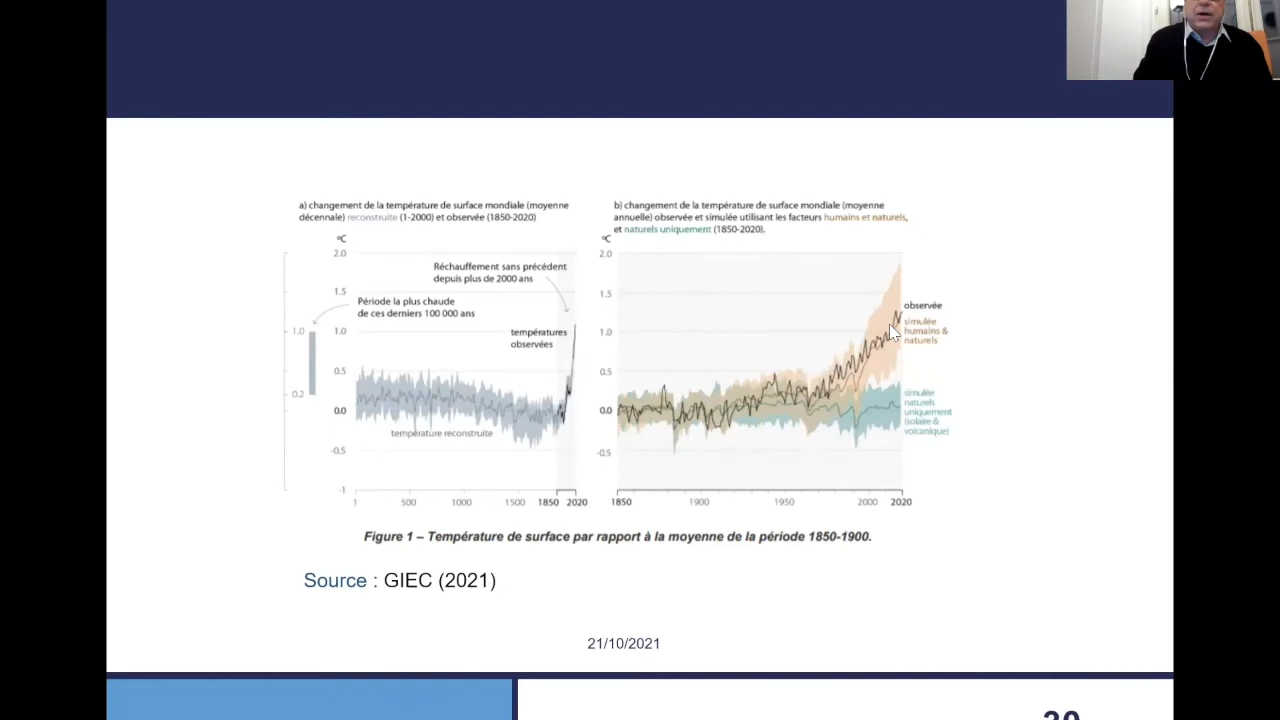 a) changement de la température de surface mondiale (moyenne
décennale) reconstruite (1-2000) et observée (1850-2020)
b) changement de la température de surface mondiale (moyenne
annuelle) observée et simulée utilisant les facteurs humains et naturels,
et naturels uniquement (1850-2020).
ºC
2.0
1.5
1.0
0.5
0.0
-0.5
-1
1.0
0.2
Réchauffement sans précédent
depuis plus de 2000 ans
Période la plus chaude
de ces derniers 100 000 ans
températures
observées
température reconstruite
1
500
1000
1500
1850
2020
ºC
2.0
1.5
1.0
0.5
0.0
-0.5
observée
simulée
humains &
naturels
simulée
naturels
uniquement
(solaire &
volcanique)
1850
1900
1950
2000
2020
Figure 1 – Température de surface par rapport à la moyenne de la période 1850-1900.
Source : GIEC (2021)
21/10/2021